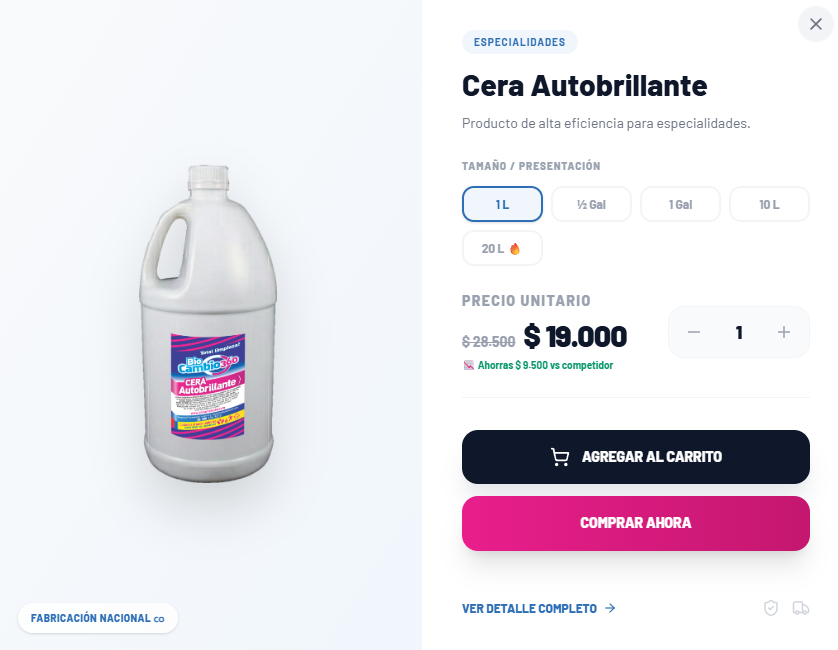 ESPECIALIDADES
Cera Autobrillante
Producto de alta eficiencia para especialidades.
TAMAÑO / PRESENTACIÓN
1 L
½ Gal
1 Gal
10 L
20 L 🔥
PRECIO UNITARIO
$ 28.500 $ 19.000
1
📉 Ahorras $ 9.500 vs competidor
AGREGAR AL CARRITO
COMPRAR AHORA
VER DETALLE COMPLETO →
Total limpieza!
Bio
Cambio360
CERA
Autobrillante
FABRICACIÓN NACIONAL CO